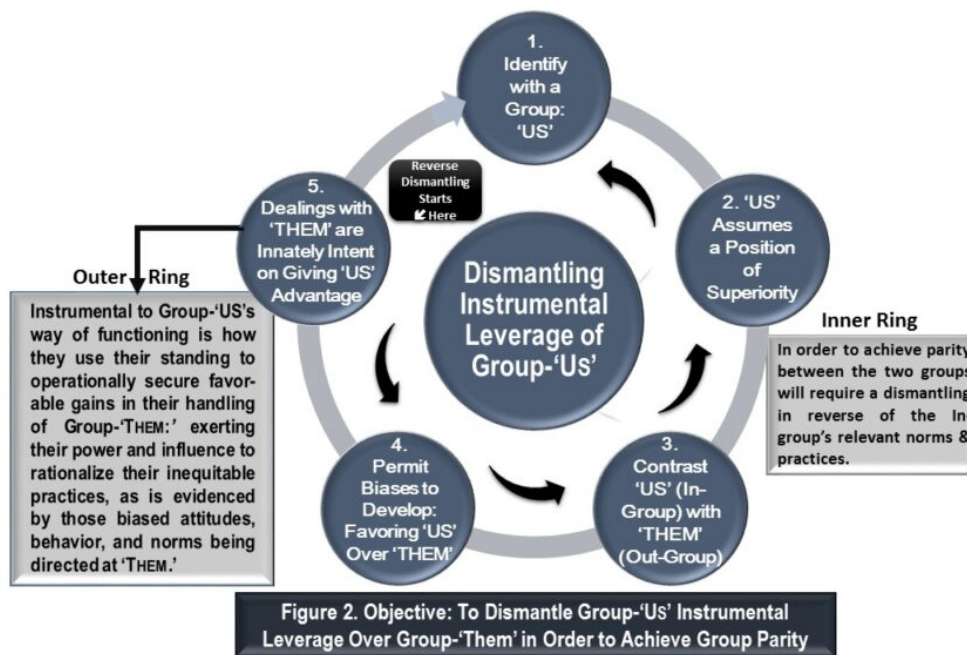 1.
Identify
with a
Group:
‘US’
Reverse
Dismantling
Starts
Here
5.
Dealings with
‘THEM’ are
Innately Intent
on Giving ‘US’
Advantage
2. ‘US’
Assumes
a Position
of
Superiority
Dismantling
Instrumental
Leverage of
Group-‘US’
Outer Ring
Instrumental to Group-‘US’s
way of functioning is how
they use their standing to
operationally secure favor-
able gains in their handling
of Group-‘THEM:’ exerting
their power and influence to
rationalize their inequitable
practices, as is evidenced
by those biased attitudes,
behavior, and norms being
directed at ‘THEM.’
Inner Ring
In order to achieve parity
between the two groups
will require a dismantling
in reverse of the In-
group’s relevant norms &
practices.
4.
Permit
Biases to
Develop:
Favoring ‘US’
Over ‘THEM’
3.
Contrast
‘US’ (In-
Group) with
‘THEM’
(Out-Group)
Figure 2. Objective: To Dismantle Group-‘US’ Instrumental
Leverage Over Group-‘Them’ in Order to Achieve Group Parity